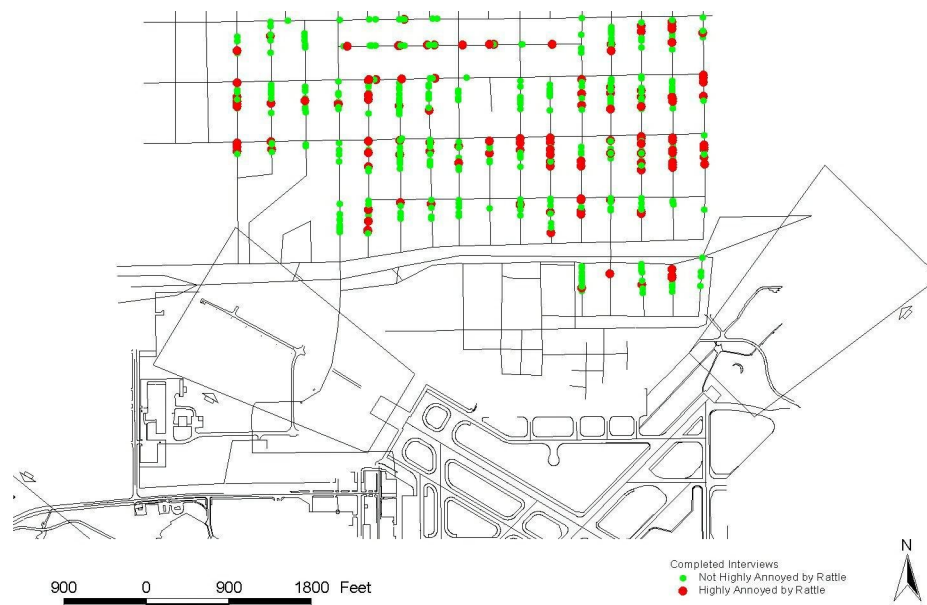 N
Completed Interviews
Not Highly Annoyed by Rattle
Highly Annoyed by Rattle
900 0 900 1800 Feet